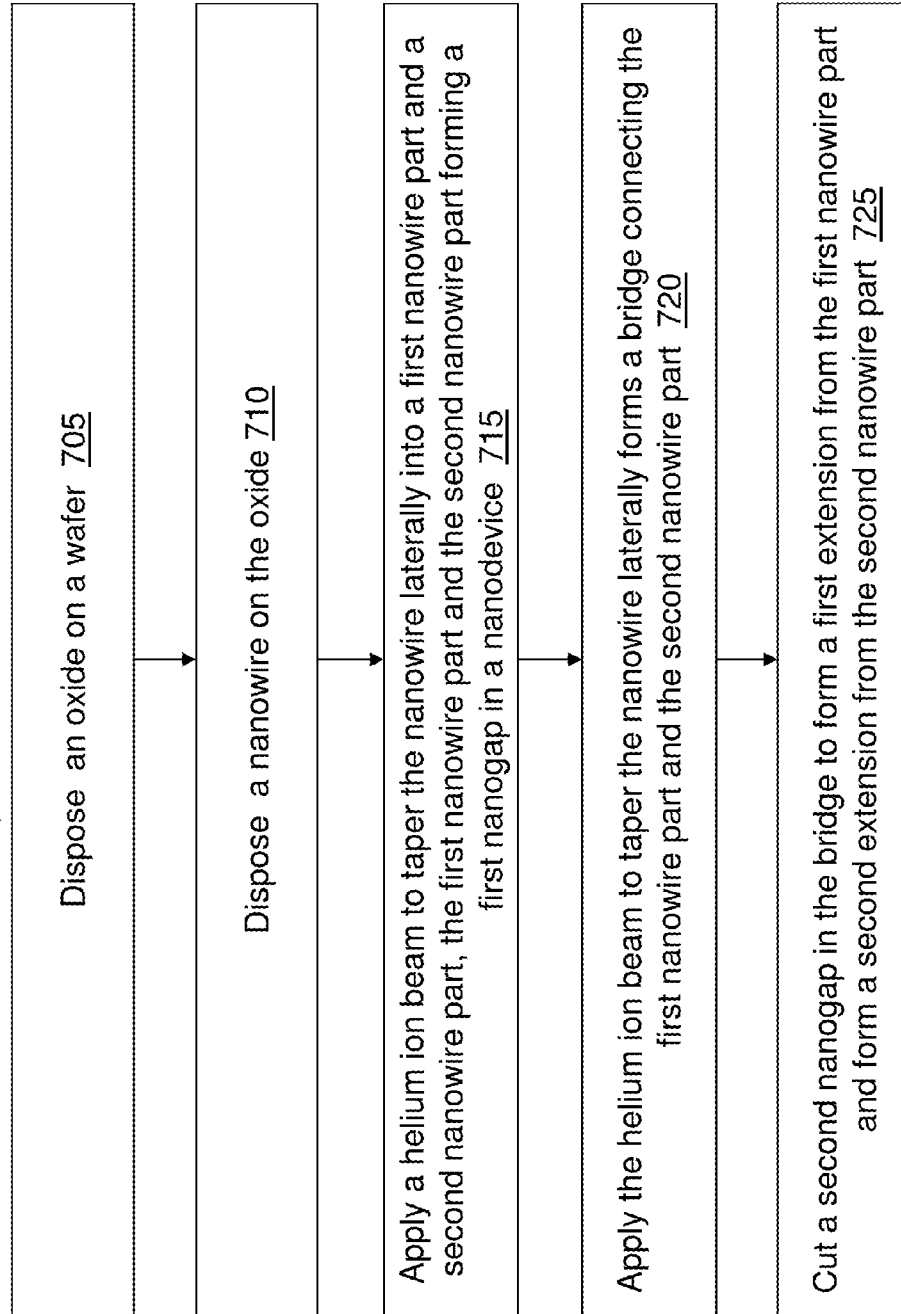 Dispose an oxide on a wafer 705
Dispose a nanowire on the oxide 710
Apply a helium ion beam to taper the nanowire laterally into a first nanowire part and a
second nanowire part, the first nanowire part and the second nanowire part forming a
first nanogap in a nanodevice 715
Apply the helium ion beam to taper the nanowire laterally forms a bridge connecting the
first nanowire part and the second nanowire part 720
Cut a second nanogap in the bridge to form a first extension from the first nanowire part
and form a second extension from the second nanowire part 725